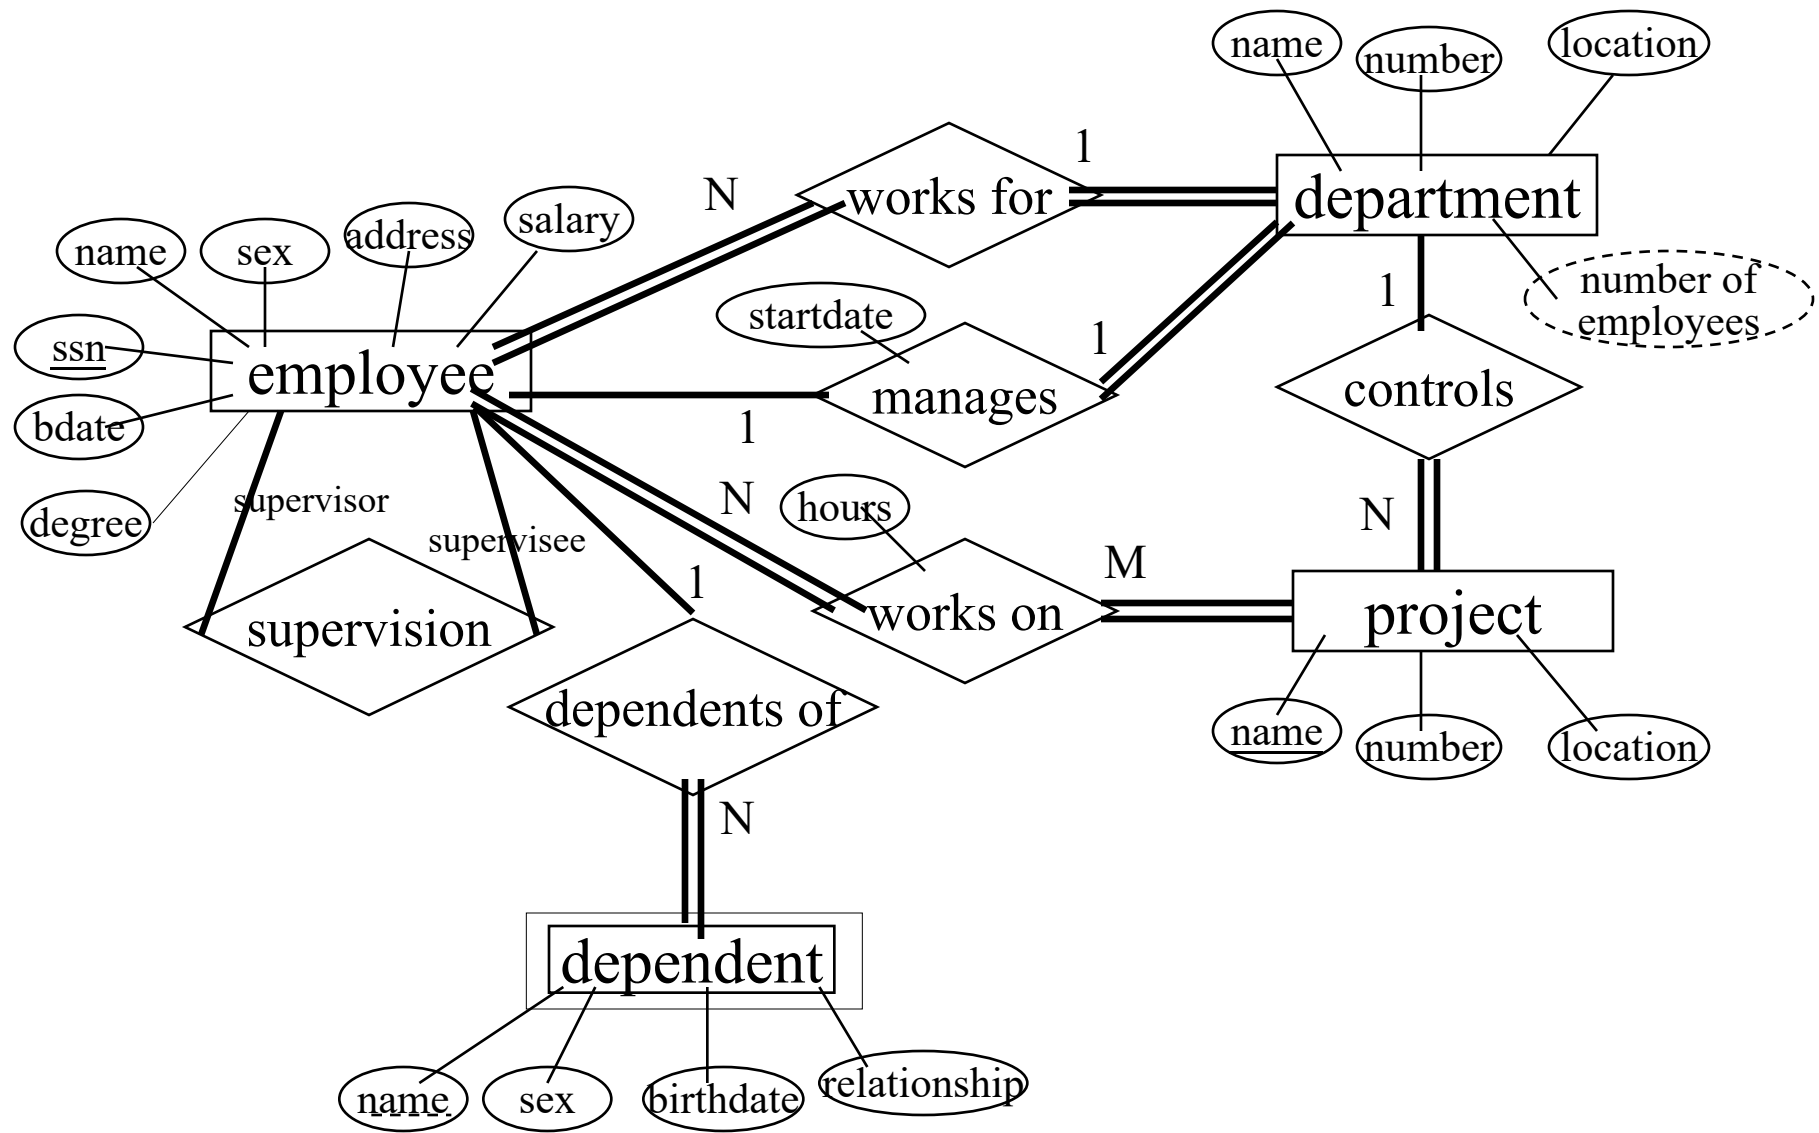 name
number
location
1
works for
department
N
salary
address
name
sex
number of
employees
1
startdate
1
ssn
employee
manages
controls
bdate
1
supervisor
N
hours
N
degree
supervisee
M
1
works on
project
supervision
dependents of
name
number
location
N
dependent
relationship
name
sex
birthdate